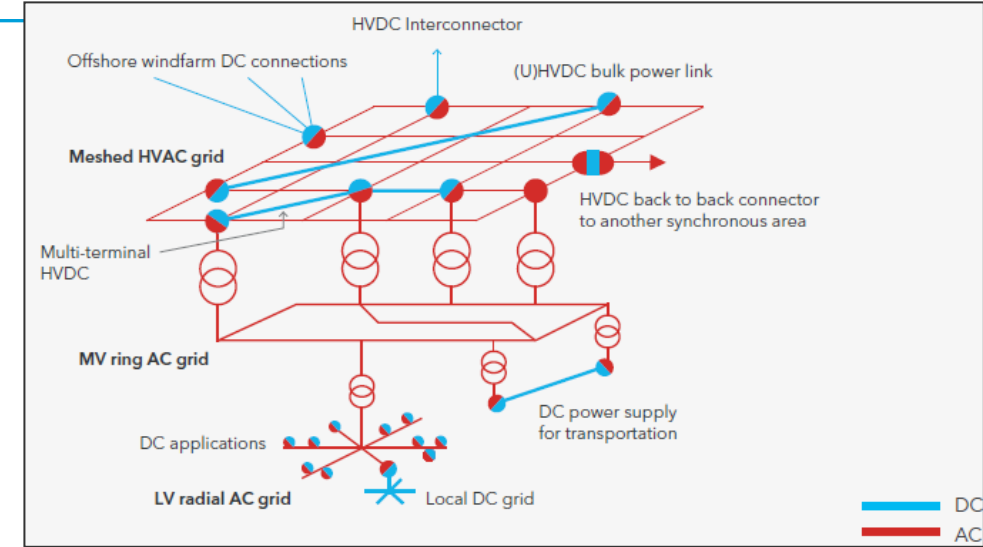 HVDC Interconnector
Offshore windfarm DC connections
(U)HVDC bulk power link
Meshed HVAC grid
HVDC back to back connector
to another synchronous area
Multi-terminal
HVDC
MV ring AC grid
DC power supply
for transportation
DC applications
LV radial AC grid
Local DC grid
DC
AC